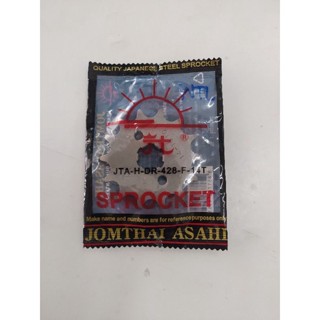 QUALITY JAPANESE STEEL SPROCKET
jt®
JTA-H-DR-428-F-14T
SPROCKET
Make name and numbers are for reference purposes only
JOMTHAI ASAHI